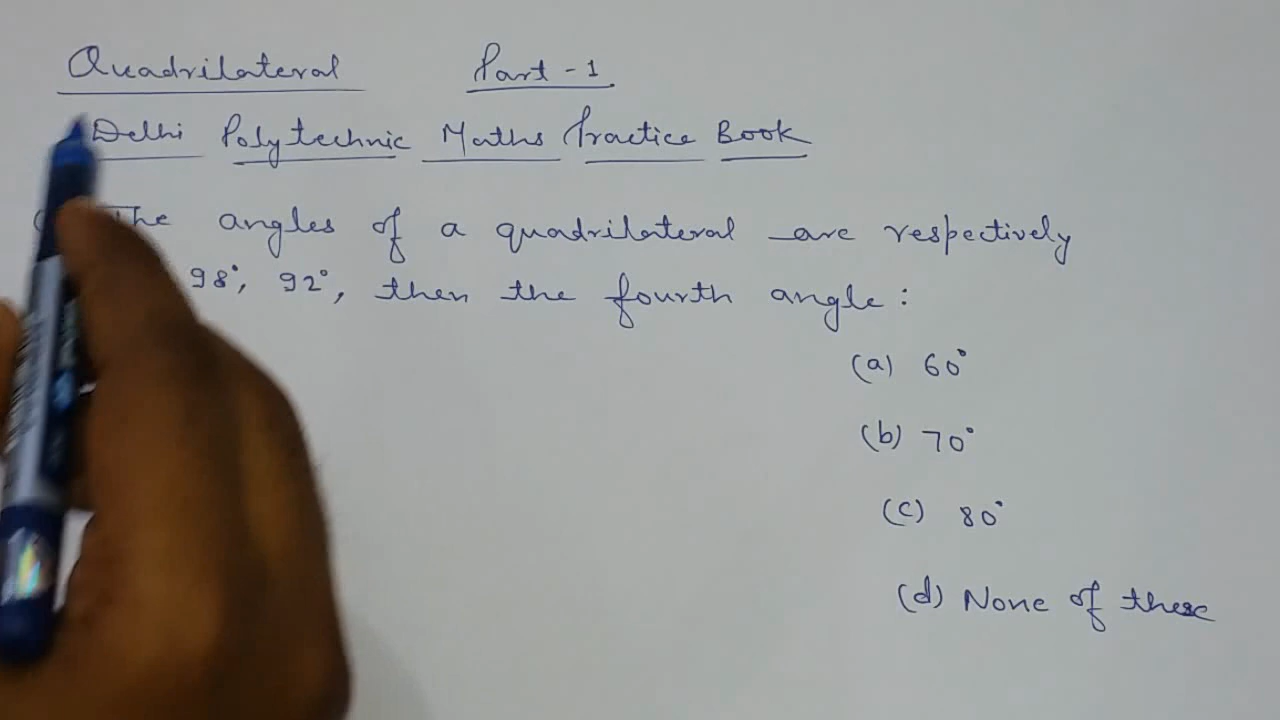 Quadrilateral Part - 1
Delhi Polytechnic Maths Practice Book
The angles of a quadrilateral are respectively
98°, 92°, then the fourth angle :
(a) 60°
(b) 70°
(c) 80°
(d) None of these